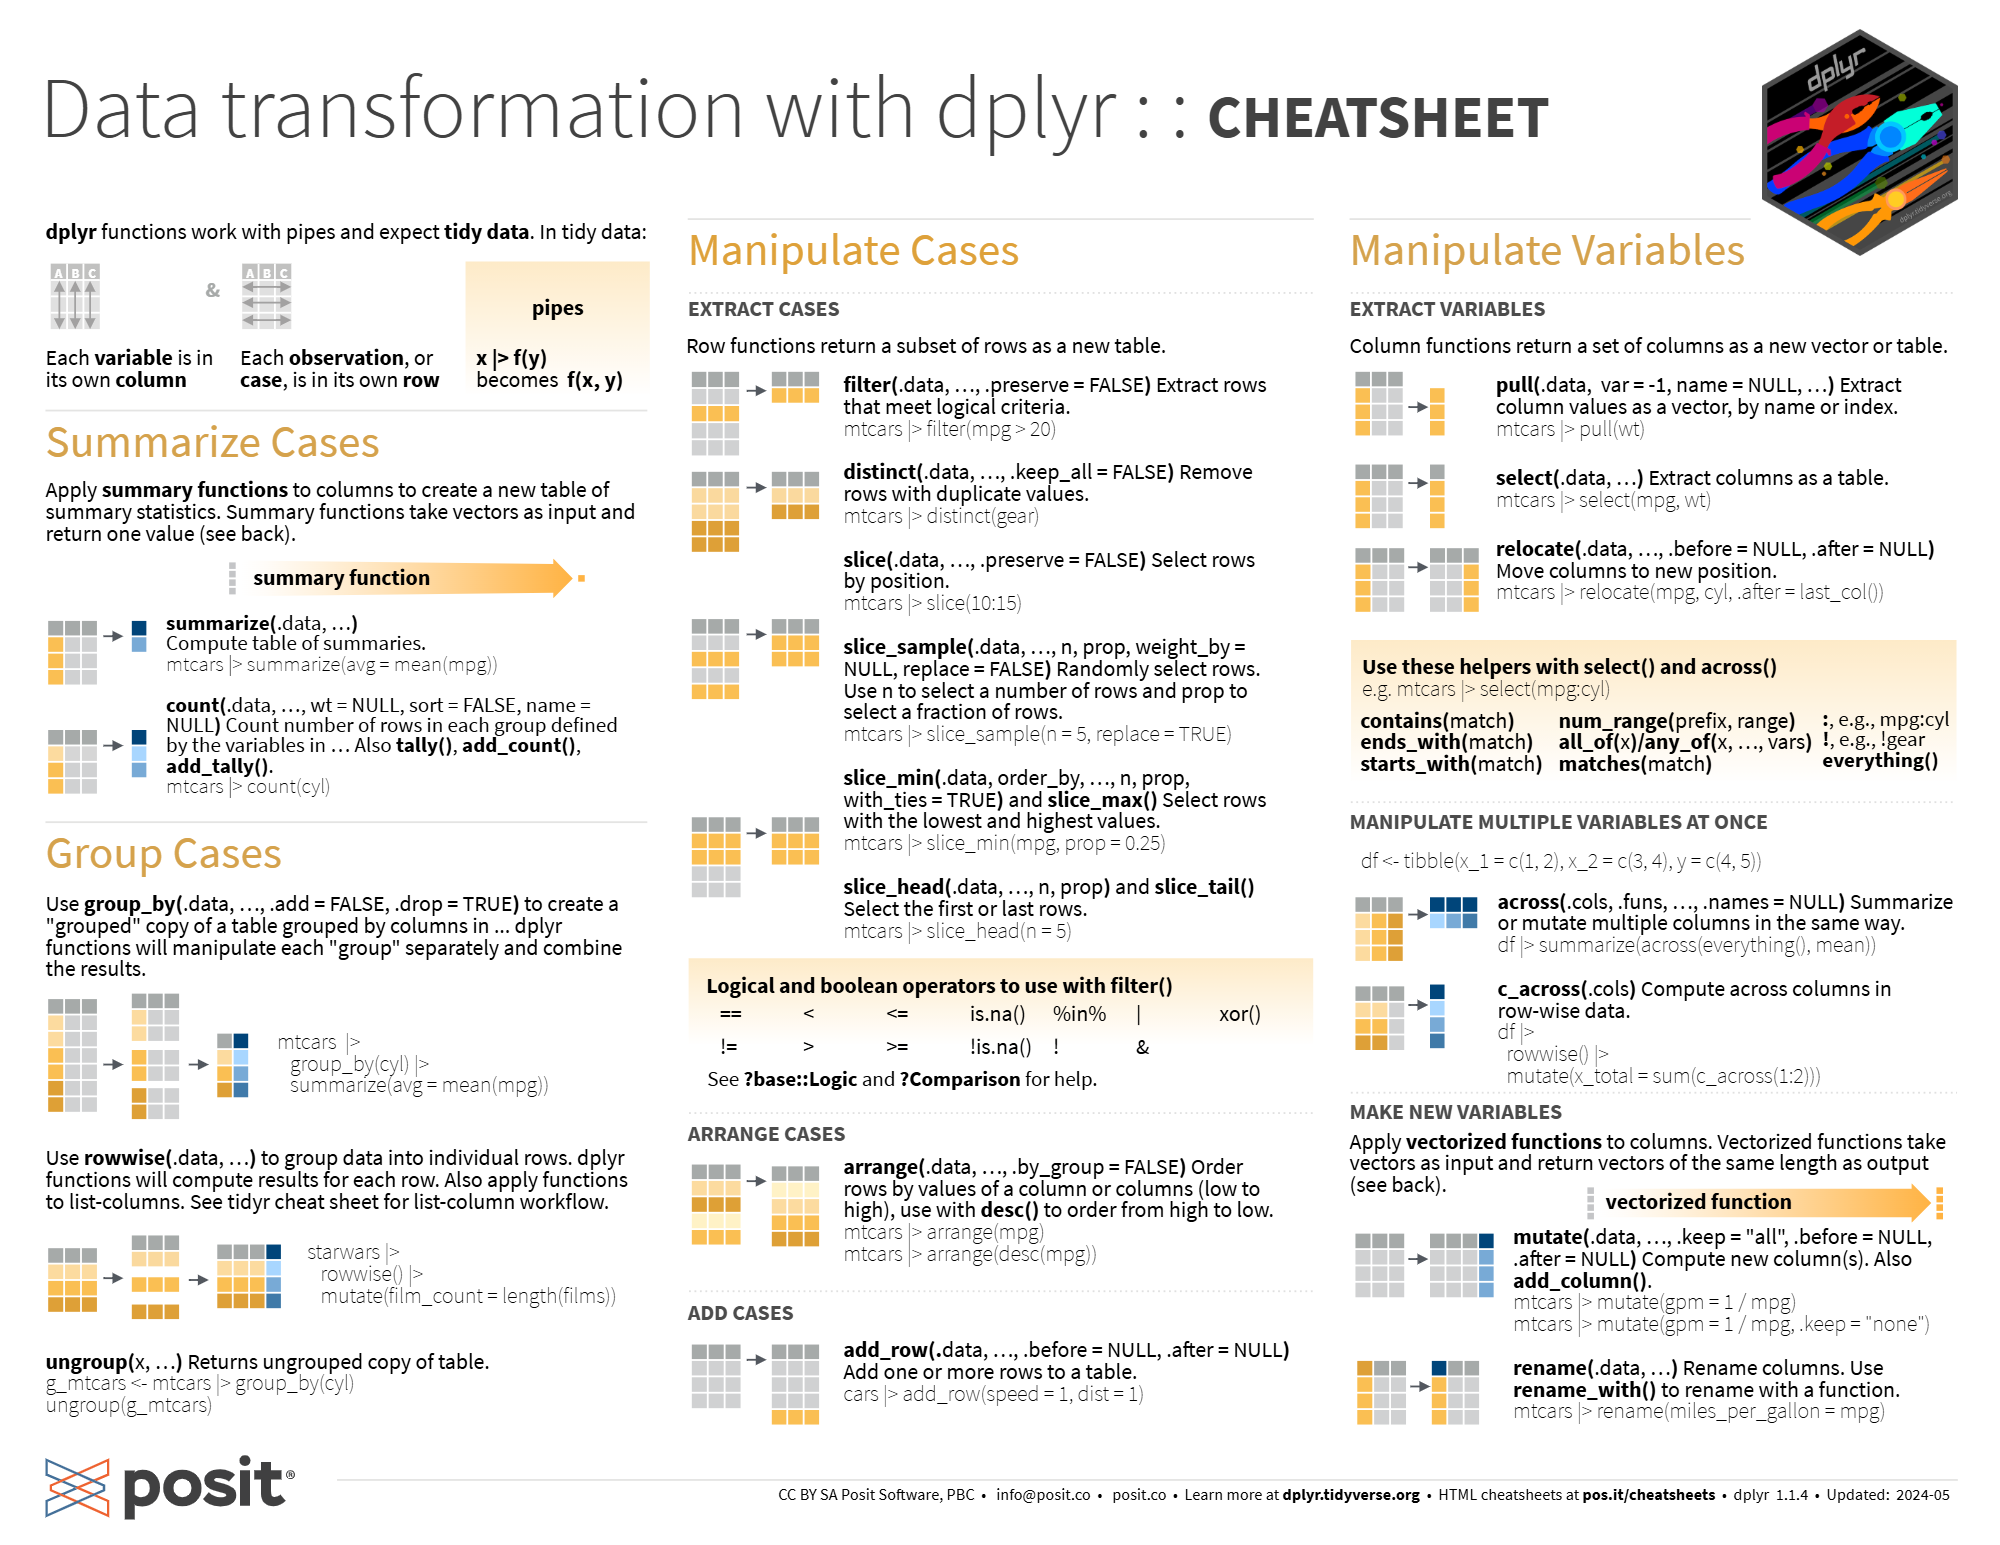 Data transformation with dplyr : : CHEATSHEET
dplyr
dplyr.tidyverse.org
dplyr functions work with pipes and expect tidy data. In tidy data:
A B C
&
A B C
Each variable is in
its own column
Each observation, or
case, is in its own row
pipes
x |> f(y)
becomes f(x, y)
Summarize Cases
Apply summary functions to columns to create a new table of
summary statistics. Summary functions take vectors as input and
return one value (see back).
summary function
summarize(.data, …)
Compute table of summaries.
mtcars |> summarize(avg = mean(mpg))
count(.data, …, wt = NULL, sort = FALSE, name =
NULL) Count number of rows in each group defined
by the variables in … Also tally(), add_count(),
add_tally().
mtcars |> count(cyl)
Group Cases
Use group_by(.data, …, .add = FALSE, .drop = TRUE) to create a
"grouped" copy of a table grouped by columns in ... dplyr
functions will manipulate each "group" separately and combine
the results.
mtcars |>
group_by(cyl) |>
summarize(avg = mean(mpg))
Use rowwise(.data, …) to group data into individual rows. dplyr
functions will compute results for each row. Also apply functions
to list-columns. See tidyr cheat sheet for list-column workflow.
starwars |>
rowwise() |>
mutate(film_count = length(films))
ungroup(x, …) Returns ungrouped copy of table.
g_mtcars <- mtcars |> group_by(cyl)
ungroup(g_mtcars)
Manipulate Cases
EXTRACT CASES
Row functions return a subset of rows as a new table.
filter(.data, …, .preserve = FALSE) Extract rows
that meet logical criteria.
mtcars |> filter(mpg > 20)
distinct(.data, …, .keep_all = FALSE) Remove
rows with duplicate values.
mtcars |> distinct(gear)
slice(.data, …, .preserve = FALSE) Select rows
by position.
mtcars |> slice(10:15)
slice_sample(.data, …, n, prop, weight_by =
NULL, replace = FALSE) Randomly select rows.
Use n to select a number of rows and prop to
select a fraction of rows.
mtcars |> slice_sample(n = 5, replace = TRUE)
slice_min(.data, order_by, …, n, prop,
with_ties = TRUE) and slice_max() Select rows
with the lowest and highest values.
mtcars |> slice_min(mpg, prop = 0.25)
slice_head(.data, …, n, prop) and slice_tail()
Select the first or last rows.
mtcars |> slice_head(n = 5)
Logical and boolean operators to use with filter()
== < <= is.na() %in% | xor()
!= > >= !is.na() ! &
See ?base::Logic and ?Comparison for help.
ARRANGE CASES
arrange(.data, …, .by_group = FALSE) Order
rows by values of a column or columns (low to
high), use with desc() to order from high to low.
mtcars |> arrange(mpg)
mtcars |> arrange(desc(mpg))
ADD CASES
add_row(.data, …, .before = NULL, .after = NULL)
Add one or more rows to a table.
cars |> add_row(speed = 1, dist = 1)
Manipulate Variables
EXTRACT VARIABLES
Column functions return a set of columns as a new vector or table.
pull(.data, var = -1, name = NULL, …) Extract
column values as a vector, by name or index.
mtcars |> pull(wt)
select(.data, …) Extract columns as a table.
mtcars |> select(mpg, wt)
relocate(.data, …, .before = NULL, .after = NULL)
Move columns to new position.
mtcars |> relocate(mpg, cyl, .after = last_col())
Use these helpers with select() and across()
e.g. mtcars |> select(mpg:cyl)
contains(match) num_range(prefix, range) :, e.g., mpg:cyl
ends_with(match) all_of(x)/any_of(x, …, vars) !, e.g., !gear
starts_with(match) matches(match) everything()
MANIPULATE MULTIPLE VARIABLES AT ONCE
df <- tibble(x_1 = c(1, 2), x_2 = c(3, 4), y = c(4, 5))
across(.cols, .funs, …, .names = NULL) Summarize
or mutate multiple columns in the same way.
df |> summarize(across(everything(), mean))
c_across(.cols) Compute across columns in
row-wise data.
df |>
rowwise() |>
mutate(x_total = sum(c_across(1:2)))
MAKE NEW VARIABLES
Apply vectorized functions to columns. Vectorized functions take
vectors as input and return vectors of the same length as output
(see back).
vectorized function
mutate(.data, …, .keep = "all", .before = NULL,
.after = NULL) Compute new column(s). Also
add_column().
mtcars |> mutate(gpm = 1 / mpg)
mtcars |> mutate(gpm = 1 / mpg, .keep = "none")
rename(.data, …) Rename columns. Use
rename_with() to rename with a function.
mtcars |> rename(miles_per_gallon = mpg)
posit®
CC BY SA Posit Software, PBC • info@posit.co • posit.co • Learn more at dplyr.tidyverse.org • HTML cheatsheets at pos.it/cheatsheets • dplyr 1.1.4 • Updated: 2024-05